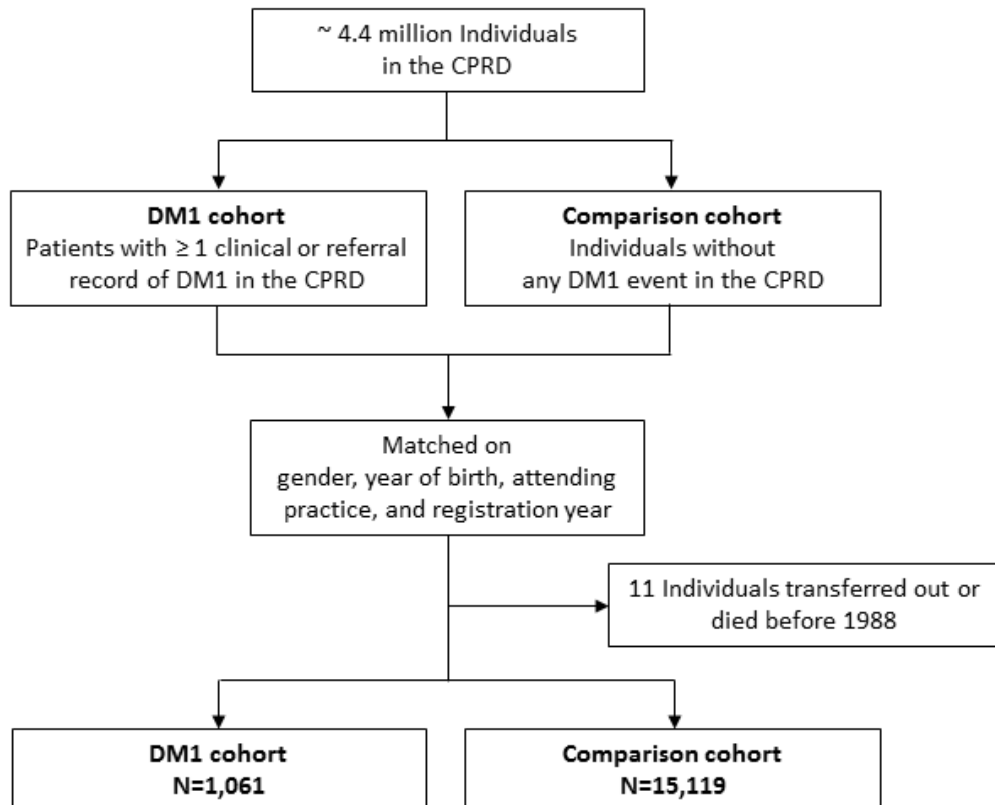 ~ 4.4 million Individuals
in the CPRD
DM1 cohort
Patients with ≥ 1 clinical or referral
record of DM1 in the CPRD
Comparison cohort
Individuals without
any DM1 event in the CPRD
Matched on
gender, year of birth, attending
practice, and registration year
11 Individuals transferred out or
died before 1988
DM1 cohort
N=1,061
Comparison cohort
N=15,119